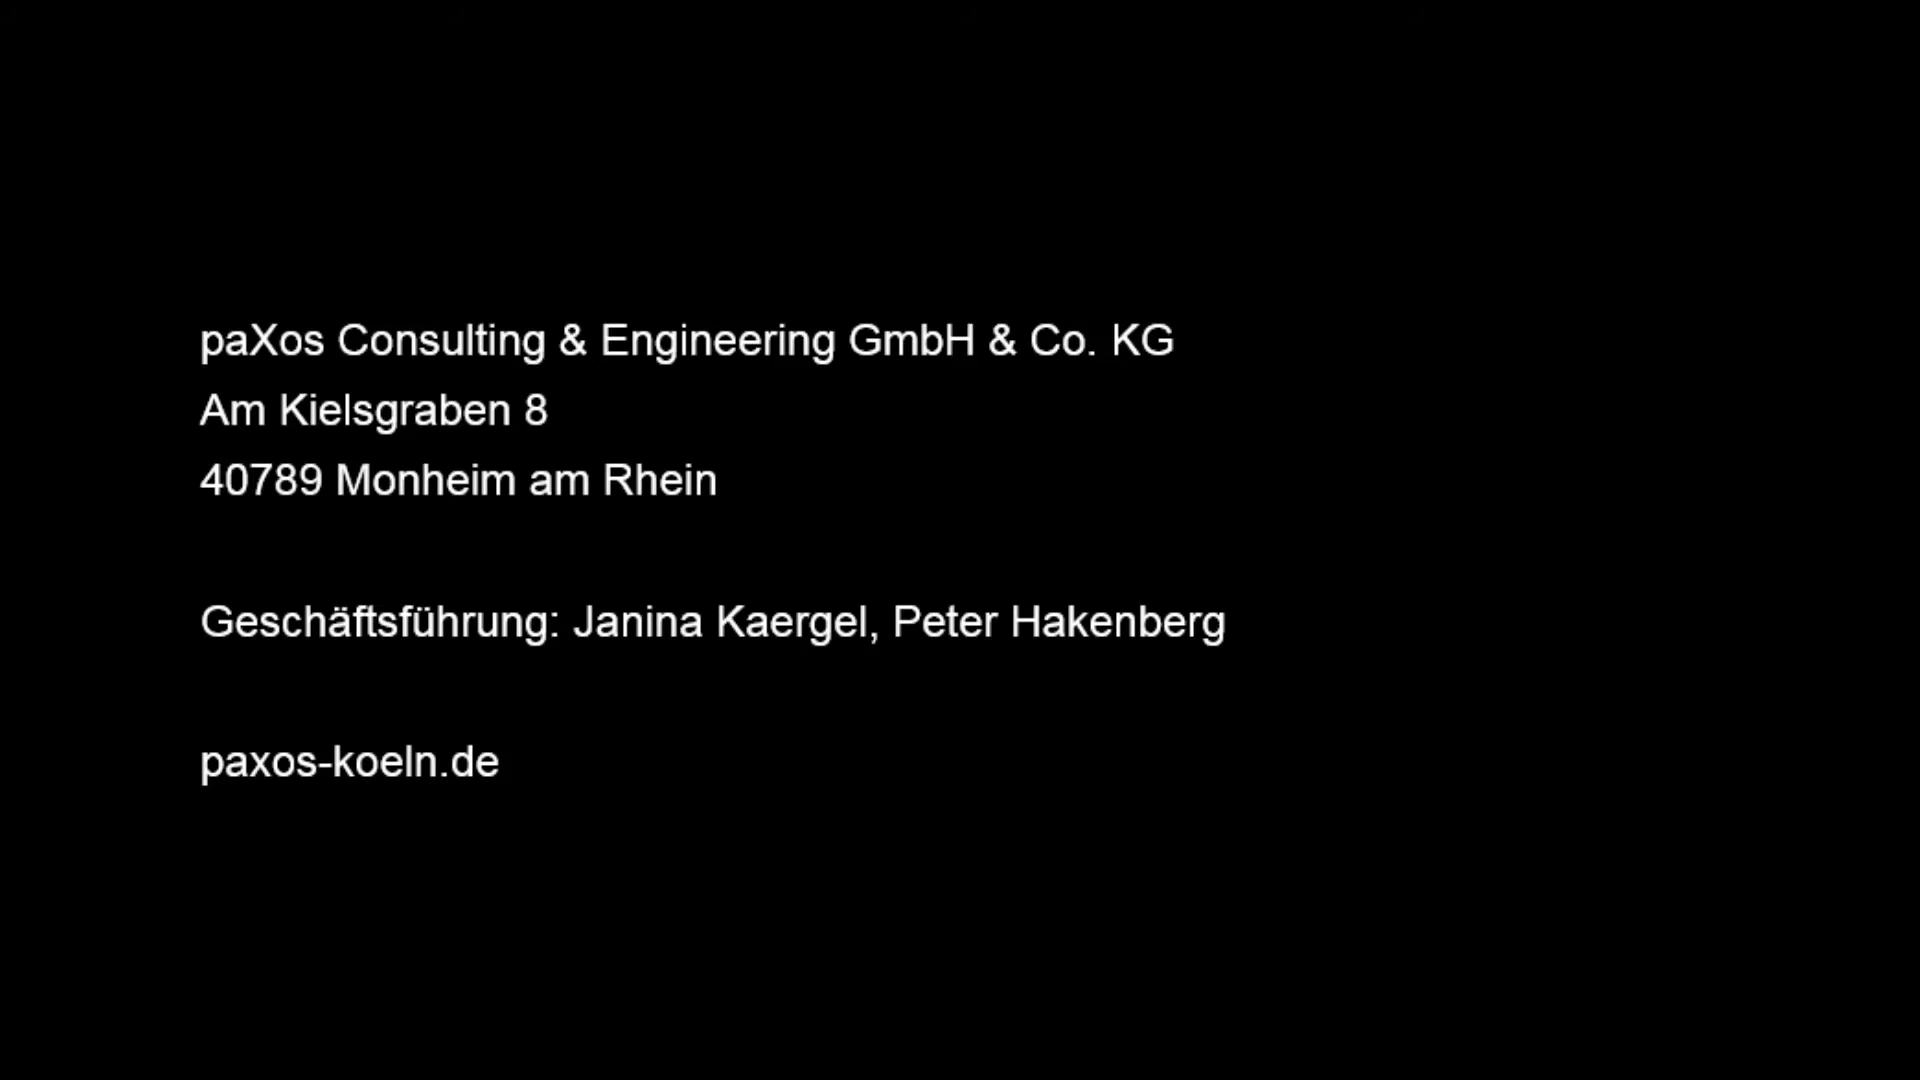 paXos Consulting & Engineering GmbH & Co. KG
Am Kielsgraben 8
40789 Monheim am Rhein
Geschäftsführung: Janina Kaergel, Peter Hakenberg
paxos-koeln.de